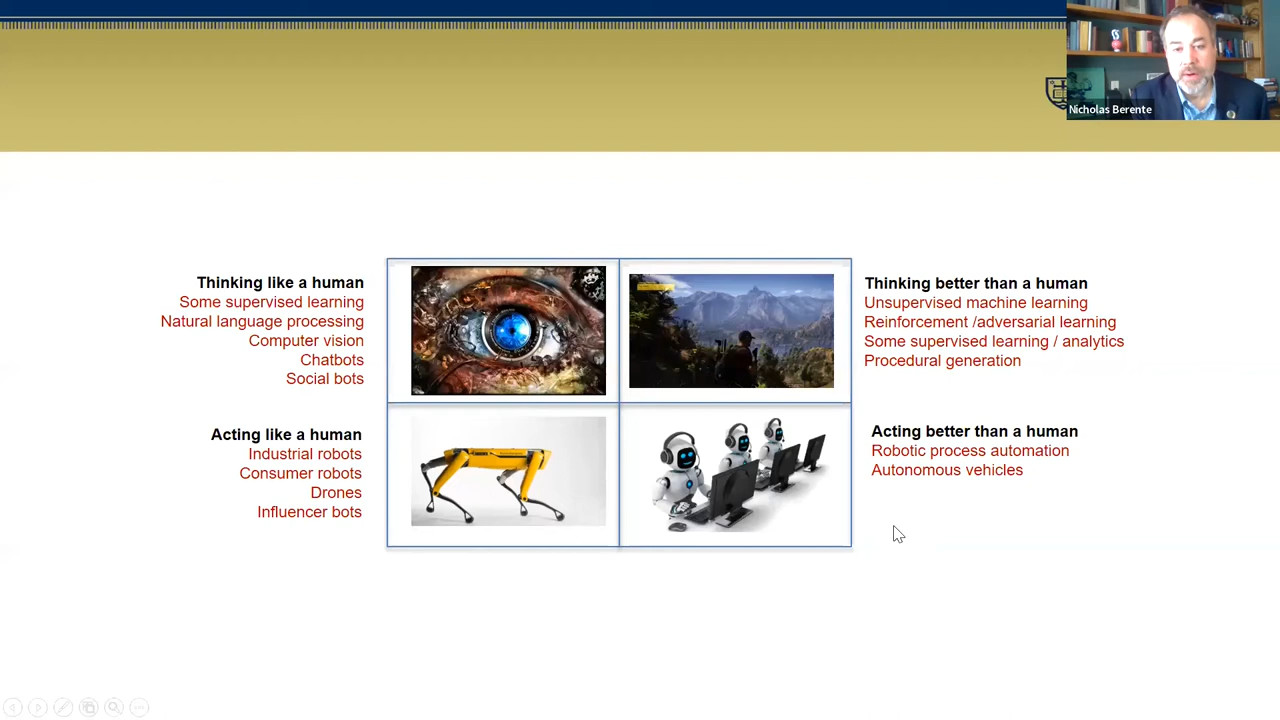 Nicholas Berente
Thinking like a human
Some supervised learning
Natural language processing
Computer vision
Chatbots
Social bots
Thinking better than a human
Unsupervised machine learning
Reinforcement /adversarial learning
Some supervised learning / analytics
Procedural generation
Acting like a human
Industrial robots
Consumer robots
Drones
Influencer bots
Acting better than a human
Robotic process automation
Autonomous vehicles